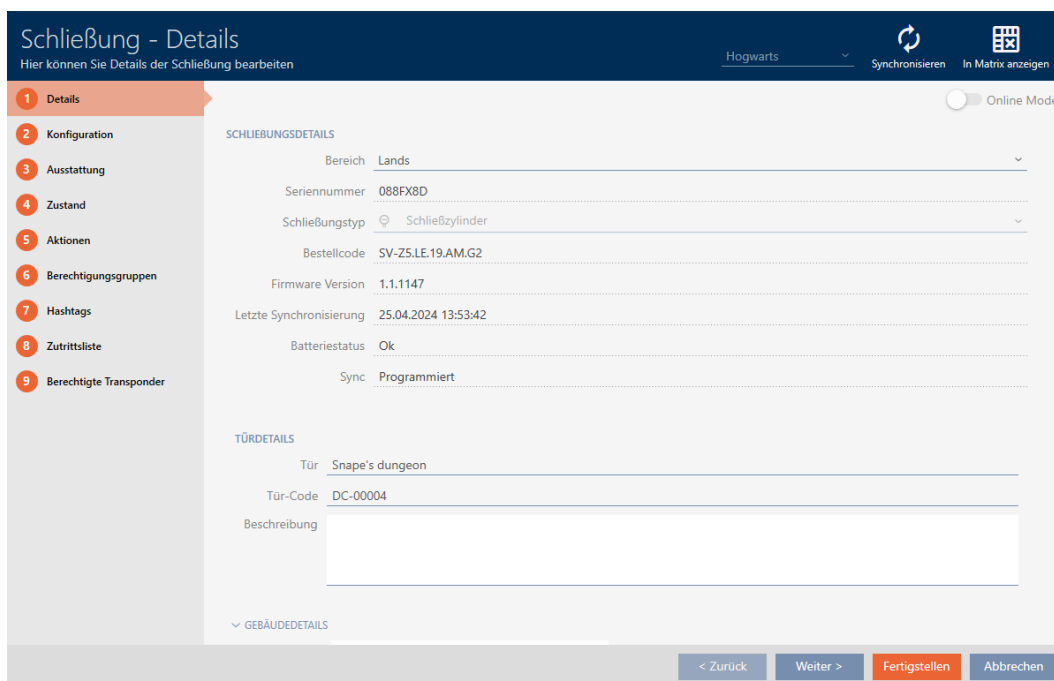 Schließung - Details
Hier können Sie Details der Schließung bearbeiten
Hogwarts
Synchronisieren
In Matrix anzeigen
1 Details
Online Mode
2 Konfiguration
3 Ausstattung
4 Zustand
5 Aktionen
6 Berechtigungsgruppen
7 Hashtags
8 Zutrittsliste
9 Berechtigte Transponder
SCHLIEßUNGSDETAILS
Bereich Lands
Seriennummer 088FX8D
Schließungstyp Schließzylinder
Bestellcode SV-Z5.LE.19.AM.G2
Firmware Version 1.1.1147
Letzte Synchronisierung 25.04.2024 13:53:42
Batteriestatus Ok
Sync Programmiert
TÜRDETAILS
Tür Snape's dungeon
Tür-Code DC-00004
Beschreibung
GEBÄUDEDETAILS
< Zurück
Weiter >
Fertigstellen
Abbrechen